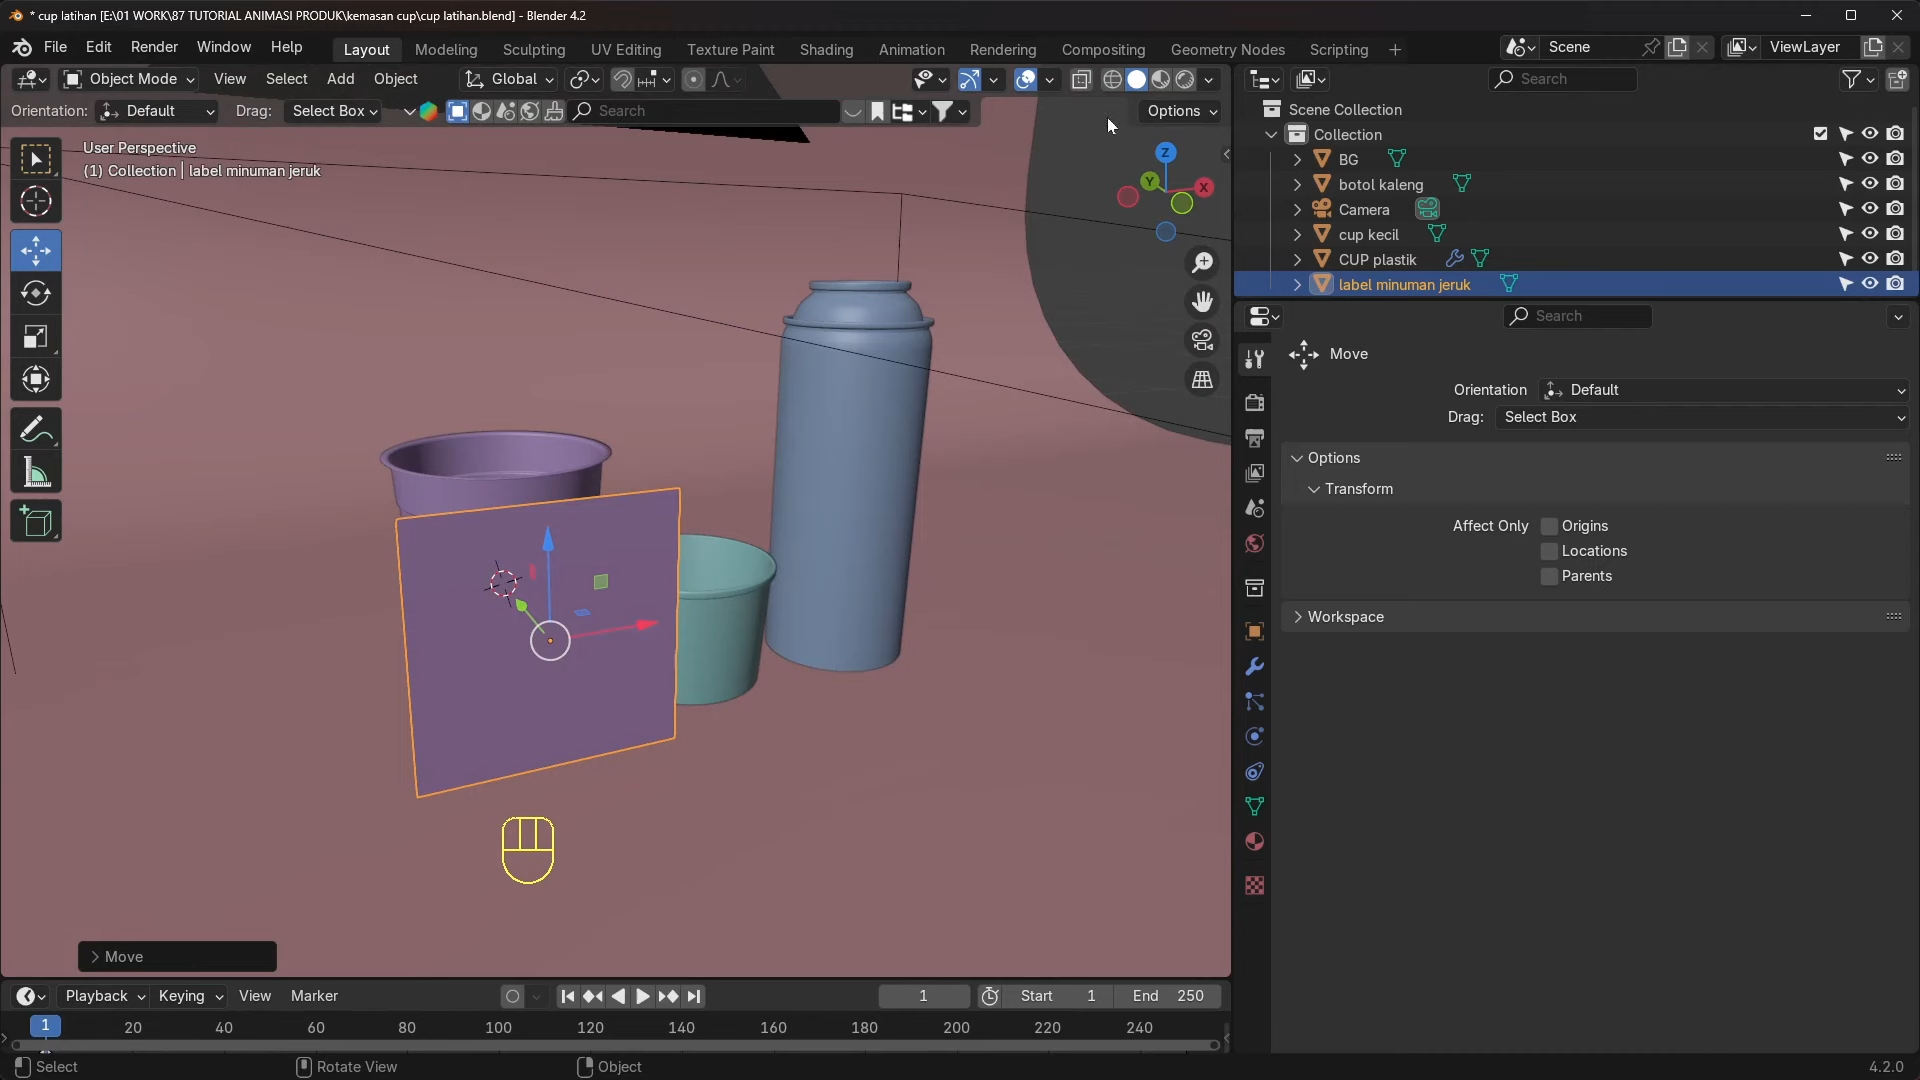 * cup latihan [E:\01 WORK\87 TUTORIAL ANIMASI PRODUK\kemasan cup\cup latihan.blend] - Blender 4.2
File Edit Render Window Help Layout Modeling Sculpting UV Editing Texture Paint Shading Animation Rendering Compositing Geometry Nodes Scripting + Scene ViewLayer
Object Mode View Select Add Object Global Search
Orientation: Default Drag: Select Box Search Options
User Perspective
(1) Collection | label minuman jeruk
Z
Y
X
Scene Collection
Collection
BG
botol kaleng
Camera
cup kecil
CUP plastik
label minuman jeruk
Search
Move
Orientation Default
Drag: Select Box
Options
Transform
Affect Only Origins
Locations
Parents
Workspace
Move
Playback Keying View Marker 1 Start 1 End 250
1 20 40 60 80 100 120 140 160 180 200 220 240
Select Rotate View Object 4.2.0